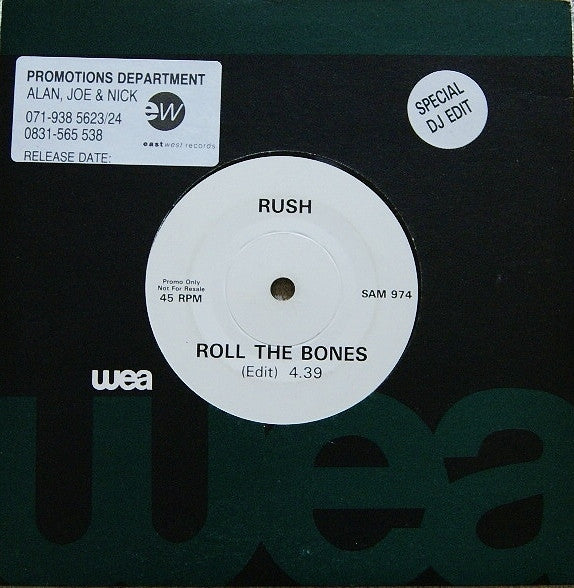 PROMOTIONS DEPARTMENT
ALAN, JOE & NICK
071-938 5623/24
0831-565 538
RELEASE DATE:
ew
eastwest records
SPECIAL
DJ EDIT
RUSH
Promo Only
Not For Resale
45 RPM
SAM 974
ROLL THE BONES
(Edit) 4.39
wea
wea